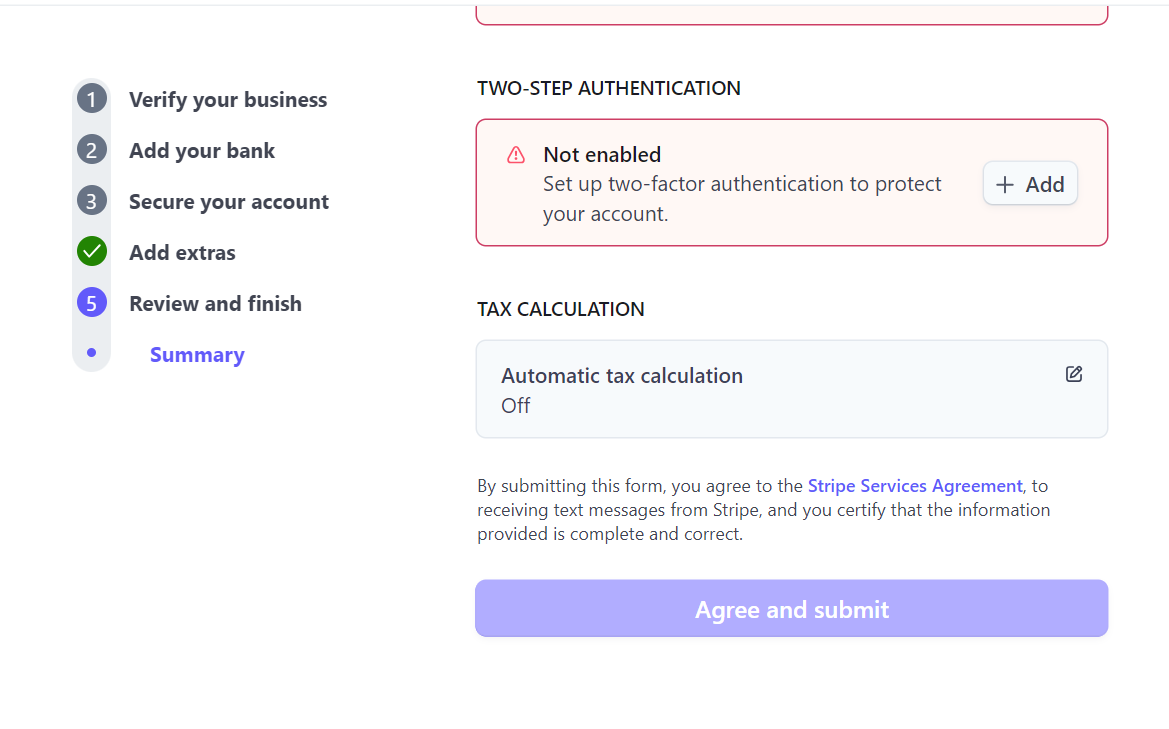 1 Verify your business
2 Add your bank
3 Secure your account
Add extras
5 Review and finish
Summary
TWO-STEP AUTHENTICATION
Not enabled
Set up two-factor authentication to protect
your account.
+ Add
TAX CALCULATION
Automatic tax calculation
Off
By submitting this form, you agree to the Stripe Services Agreement, to
receiving text messages from Stripe, and you certify that the information
provided is complete and correct.
Agree and submit